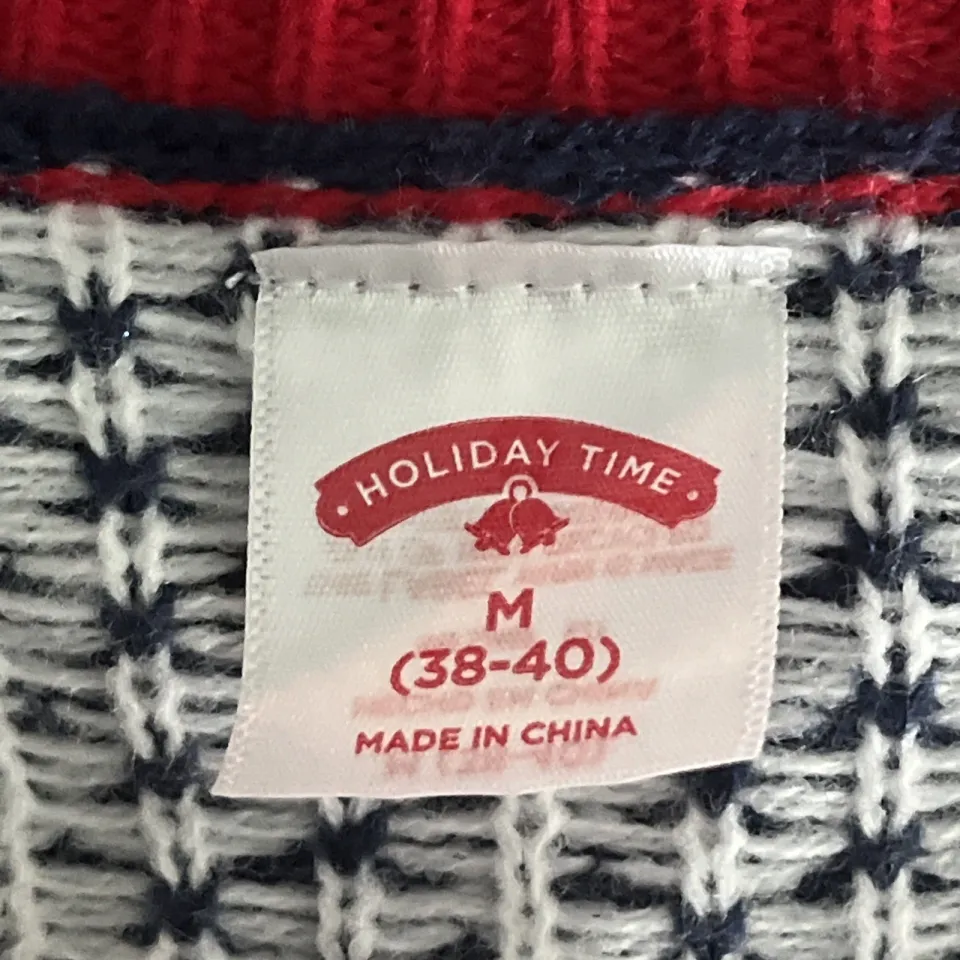 · HOLIDAY TIME ·
M
(38-40)
MADE IN CHINA